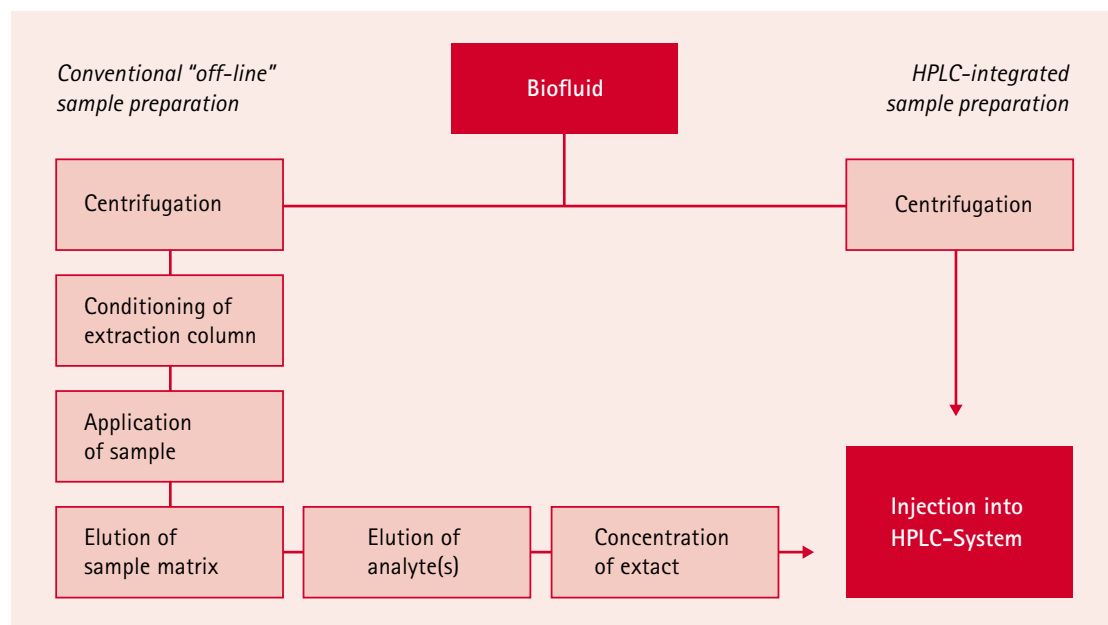 Conventional "off-line"
sample preparation
Biofluid
HPLC-integrated
sample preparation
Centrifugation
Centrifugation
Conditioning of
extraction column
Application
of sample
Elution of
sample matrix
Elution of
analyte(s)
Concentration
of extact
Injection into
HPLC-System